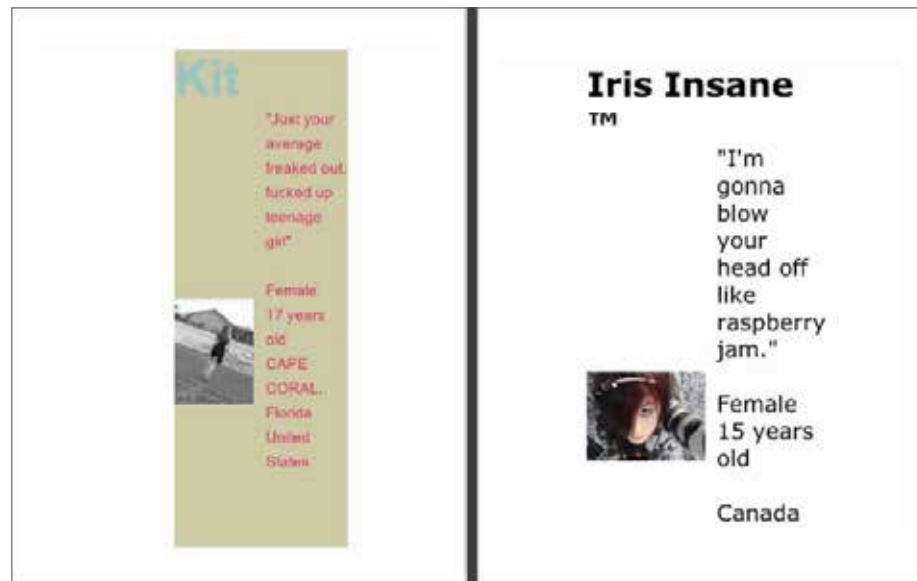 Kit
"Just your
average
freaked out,
fucked up
teenage
girl"
Female
17 years
old
CAPE
CORAL,
Florida
United
States
Iris Insane
TM
"I'm
gonna
blow
your
head off
like
raspberry
jam."
Female
15 years
old
Canada